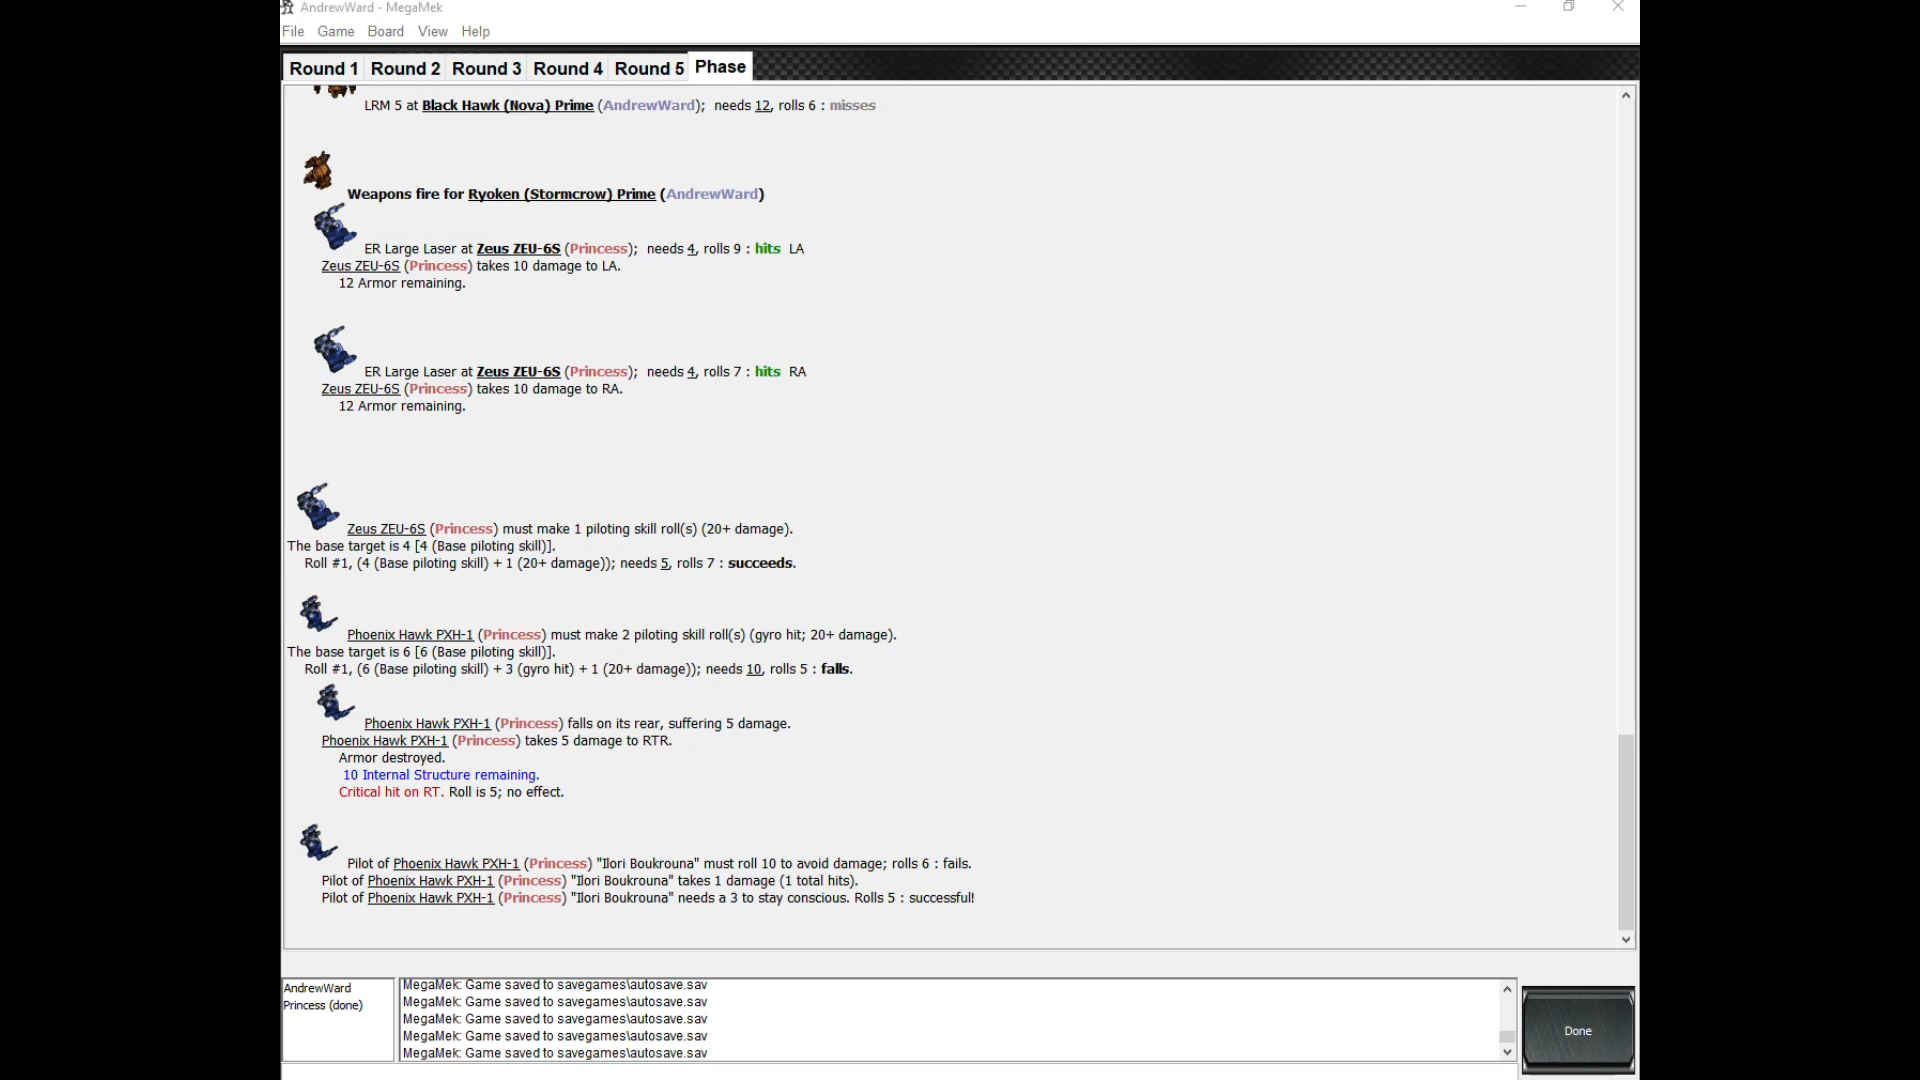 AndrewWard - MegaMek
File Game Board View Help
Round 1 Round 2 Round 3 Round 4 Round 5 Phase
LRM 5 at Black Hawk (Nova) Prime (AndrewWard); needs 12, rolls 6 : misses
Weapons fire for Ryoken (Stormcrow) Prime (AndrewWard)
ER Large Laser at Zeus ZEU-6S (Princess); needs 4, rolls 9 : hits LA
Zeus ZEU-6S (Princess) takes 10 damage to LA.
12 Armor remaining.
ER Large Laser at Zeus ZEU-6S (Princess); needs 4, rolls 7 : hits RA
Zeus ZEU-6S (Princess) takes 10 damage to RA.
12 Armor remaining.
Zeus ZEU-6S (Princess) must make 1 piloting skill roll(s) (20+ damage).
The base target is 4 [4 (Base piloting skill)].
Roll #1, (4 (Base piloting skill) + 1 (20+ damage)); needs 5, rolls 7 : succeeds.
Phoenix Hawk PXH-1 (Princess) must make 2 piloting skill roll(s) (gyro hit; 20+ damage).
The base target is 6 [6 (Base piloting skill)].
Roll #1, (6 (Base piloting skill) + 3 (gyro hit) + 1 (20+ damage)); needs 10, rolls 5 : falls.
Phoenix Hawk PXH-1 (Princess) falls on its rear, suffering 5 damage.
Phoenix Hawk PXH-1 (Princess) takes 5 damage to RTR.
Armor destroyed.
10 Internal Structure remaining.
Critical hit on RT. Roll is 5; no effect.
Pilot of Phoenix Hawk PXH-1 (Princess) "Ilori Boukrouna" must roll 10 to avoid damage; rolls 6 : fails.
Pilot of Phoenix Hawk PXH-1 (Princess) "Ilori Boukrouna" takes 1 damage (1 total hits).
Pilot of Phoenix Hawk PXH-1 (Princess) "Ilori Boukrouna" needs a 3 to stay conscious. Rolls 5 : successful!
AndrewWard
Princess (done)
MegaMek: Game saved to savegames\autosave.sav
MegaMek: Game saved to savegames\autosave.sav
MegaMek: Game saved to savegames\autosave.sav
MegaMek: Game saved to savegames\autosave.sav
MegaMek: Game saved to savegames\autosave.sav
Done